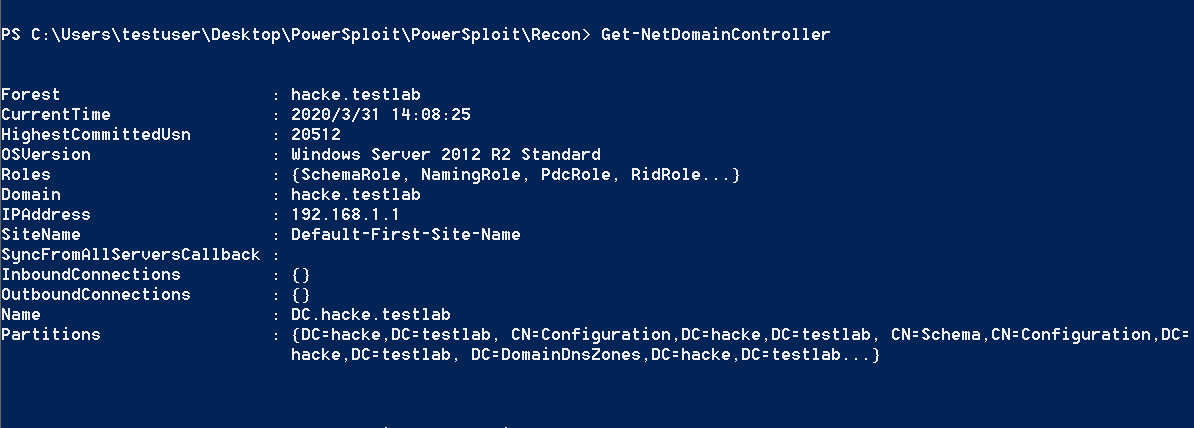 PS C:\Users\testuser\Desktop\PowerSploit\PowerSploit\Recon> Get-NetDomainController
Forest : hacke.testlab
CurrentTime : 2020/3/31 14:08:25
HighestCommittedUsn : 20512
OSVersion : Windows Server 2012 R2 Standard
Roles : {SchemaRole, NamingRole, PdcRole, RidRole...}
Domain : hacke.testlab
IPAddress : 192.168.1.1
SiteName : Default-First-Site-Name
SyncFromAllServersCallback :
InboundConnections : {}
OutboundConnections : {}
Name : DC.hacke.testlab
Partitions : {DC=hacke,DC=testlab, CN=Configuration,DC=hacke,DC=testlab, CN=Schema,CN=Configuration,DC=
hacke,DC=testlab, DC=DomainDnsZones,DC=hacke,DC=testlab...}